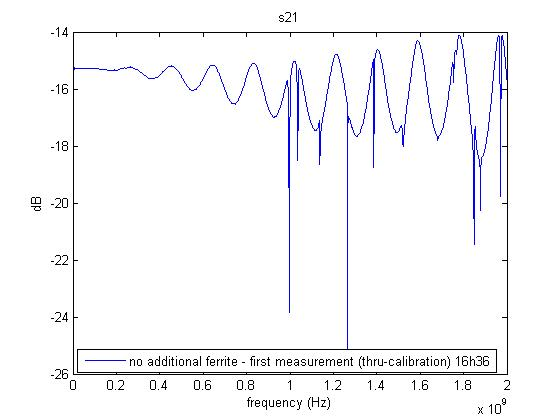 s21
-14
-16
-18
-20
-22
-24
-26
dB
no additional ferrite - first measurement (thru-calibration) 16h36
0 0.2 0.4 0.6 0.8 1 1.2 1.4 1.6 1.8 2
frequency (Hz)
x 10^9